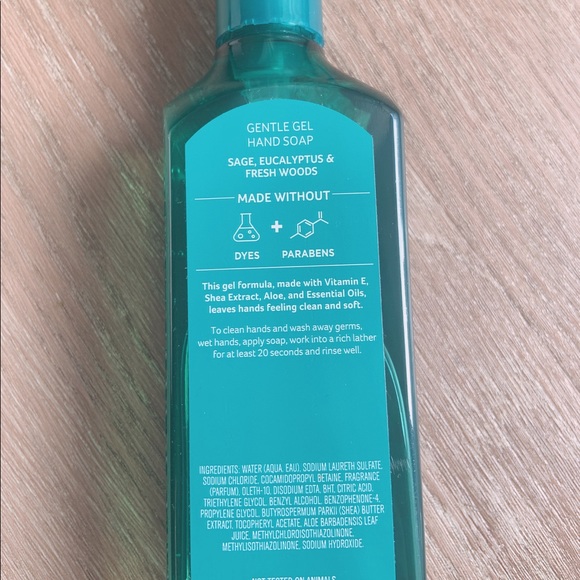 GENTLE GEL
HAND SOAP
SAGE, EUCALYPTUS &
FRESH WOODS
MADE WITHOUT
+
DYES PARABENS
This gel formula, made with Vitamin E,
Shea Extract, Aloe, and Essential Oils,
leaves hands feeling clean and soft.
To clean hands and wash away germs,
wet hands, apply soap, work into a rich lather
for at least 20 seconds and rinse well.
INGREDIENTS: WATER (AQUA, EAU), SODIUM LAURETH SULFATE,
SODIUM CHLORIDE, COCAMIDOPROPYL BETAINE, FRAGRANCE
(PARFUM), OLETH-10, DISODIUM EDTA, BHT, CITRIC ACID,
TRIETHYLENE GLYCOL, BENZYL ALCOHOL, BENZOPHENONE-4,
PROPYLENE GLYCOL, BUTYROSPERMUM PARKII (SHEA) BUTTER
EXTRACT, TOCOPHERYL ACETATE, ALOE BARBADENSIS LEAF
JUICE, METHYLCHLOROISOTHIAZOLINONE,
METHYLISOTHIAZOLINONE, SODIUM HYDROXIDE.
NOT TESTED ON ANIMALS